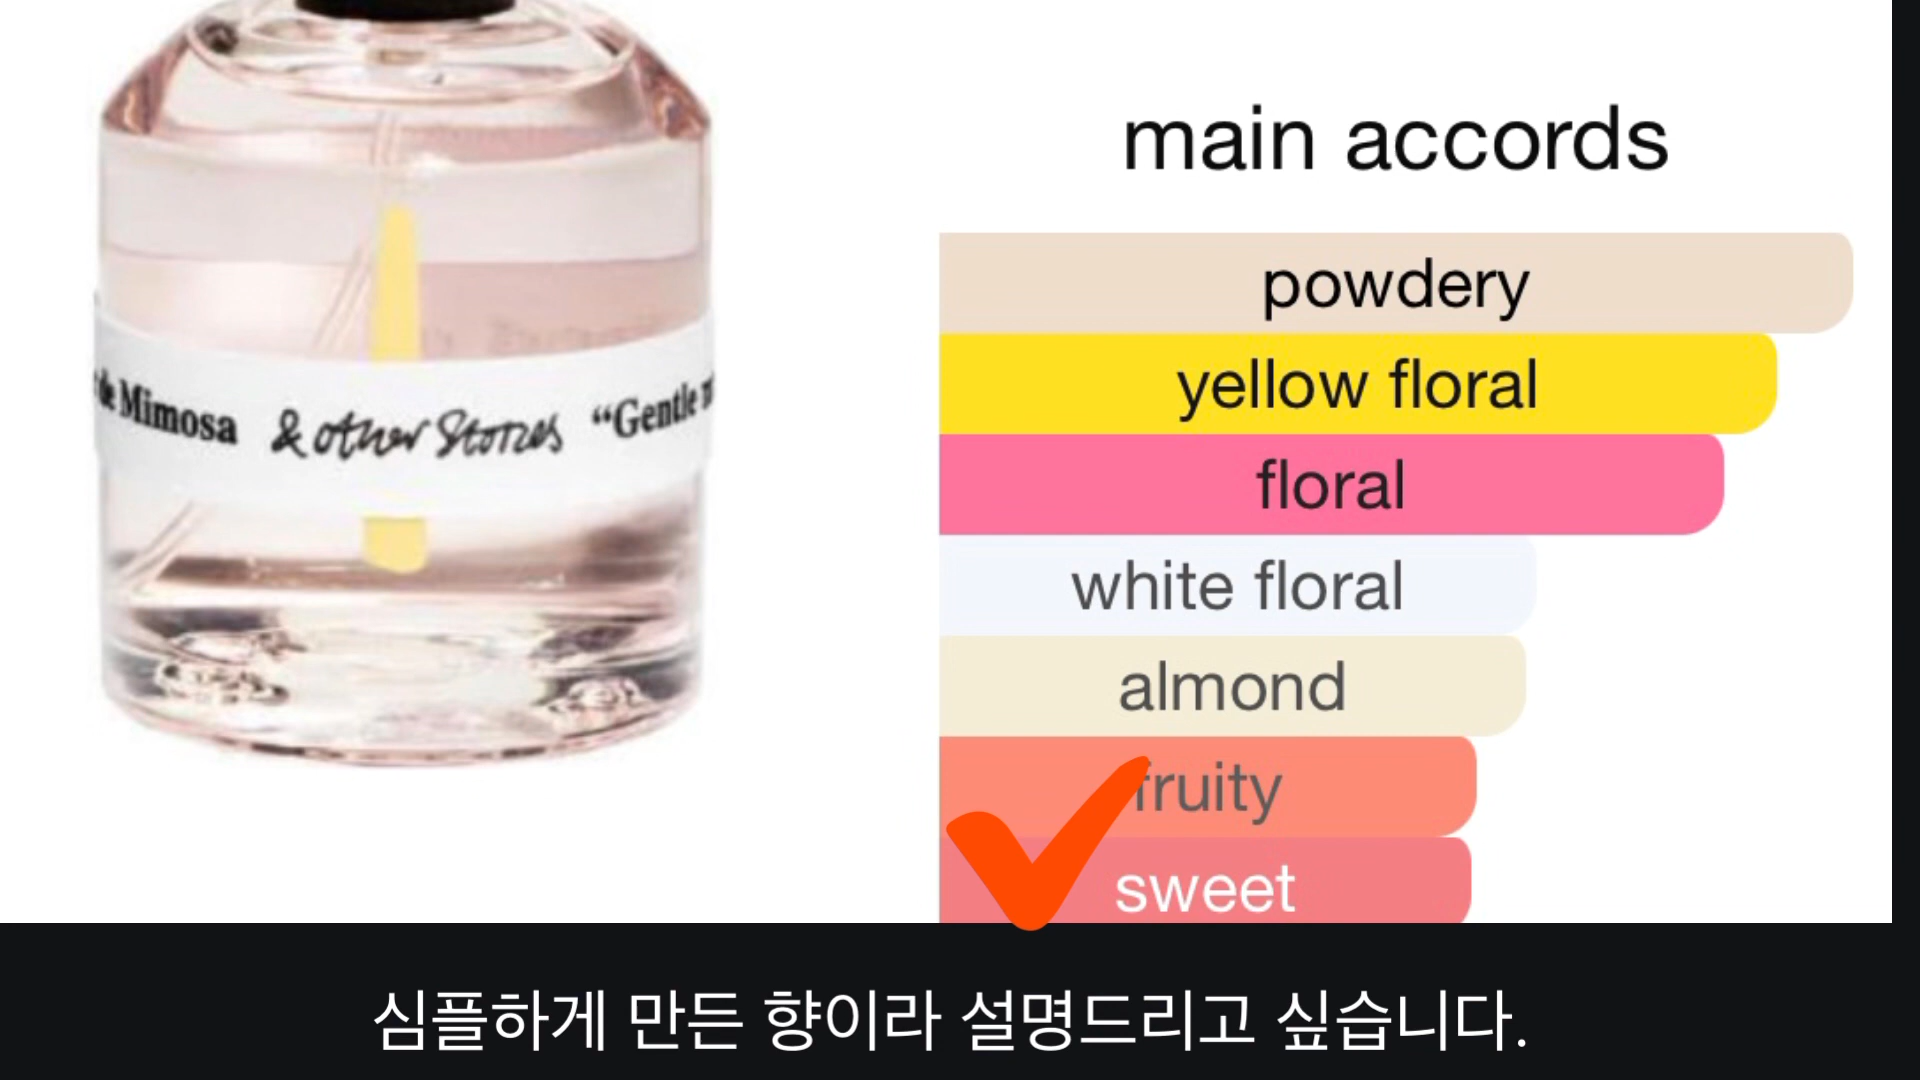 de Mimosa & other Stories “Gentle
main accords
powdery
yellow floral
floral
white floral
almond
fruity
sweet
심플하게 만든 향이라 설명드리고 싶습니다.